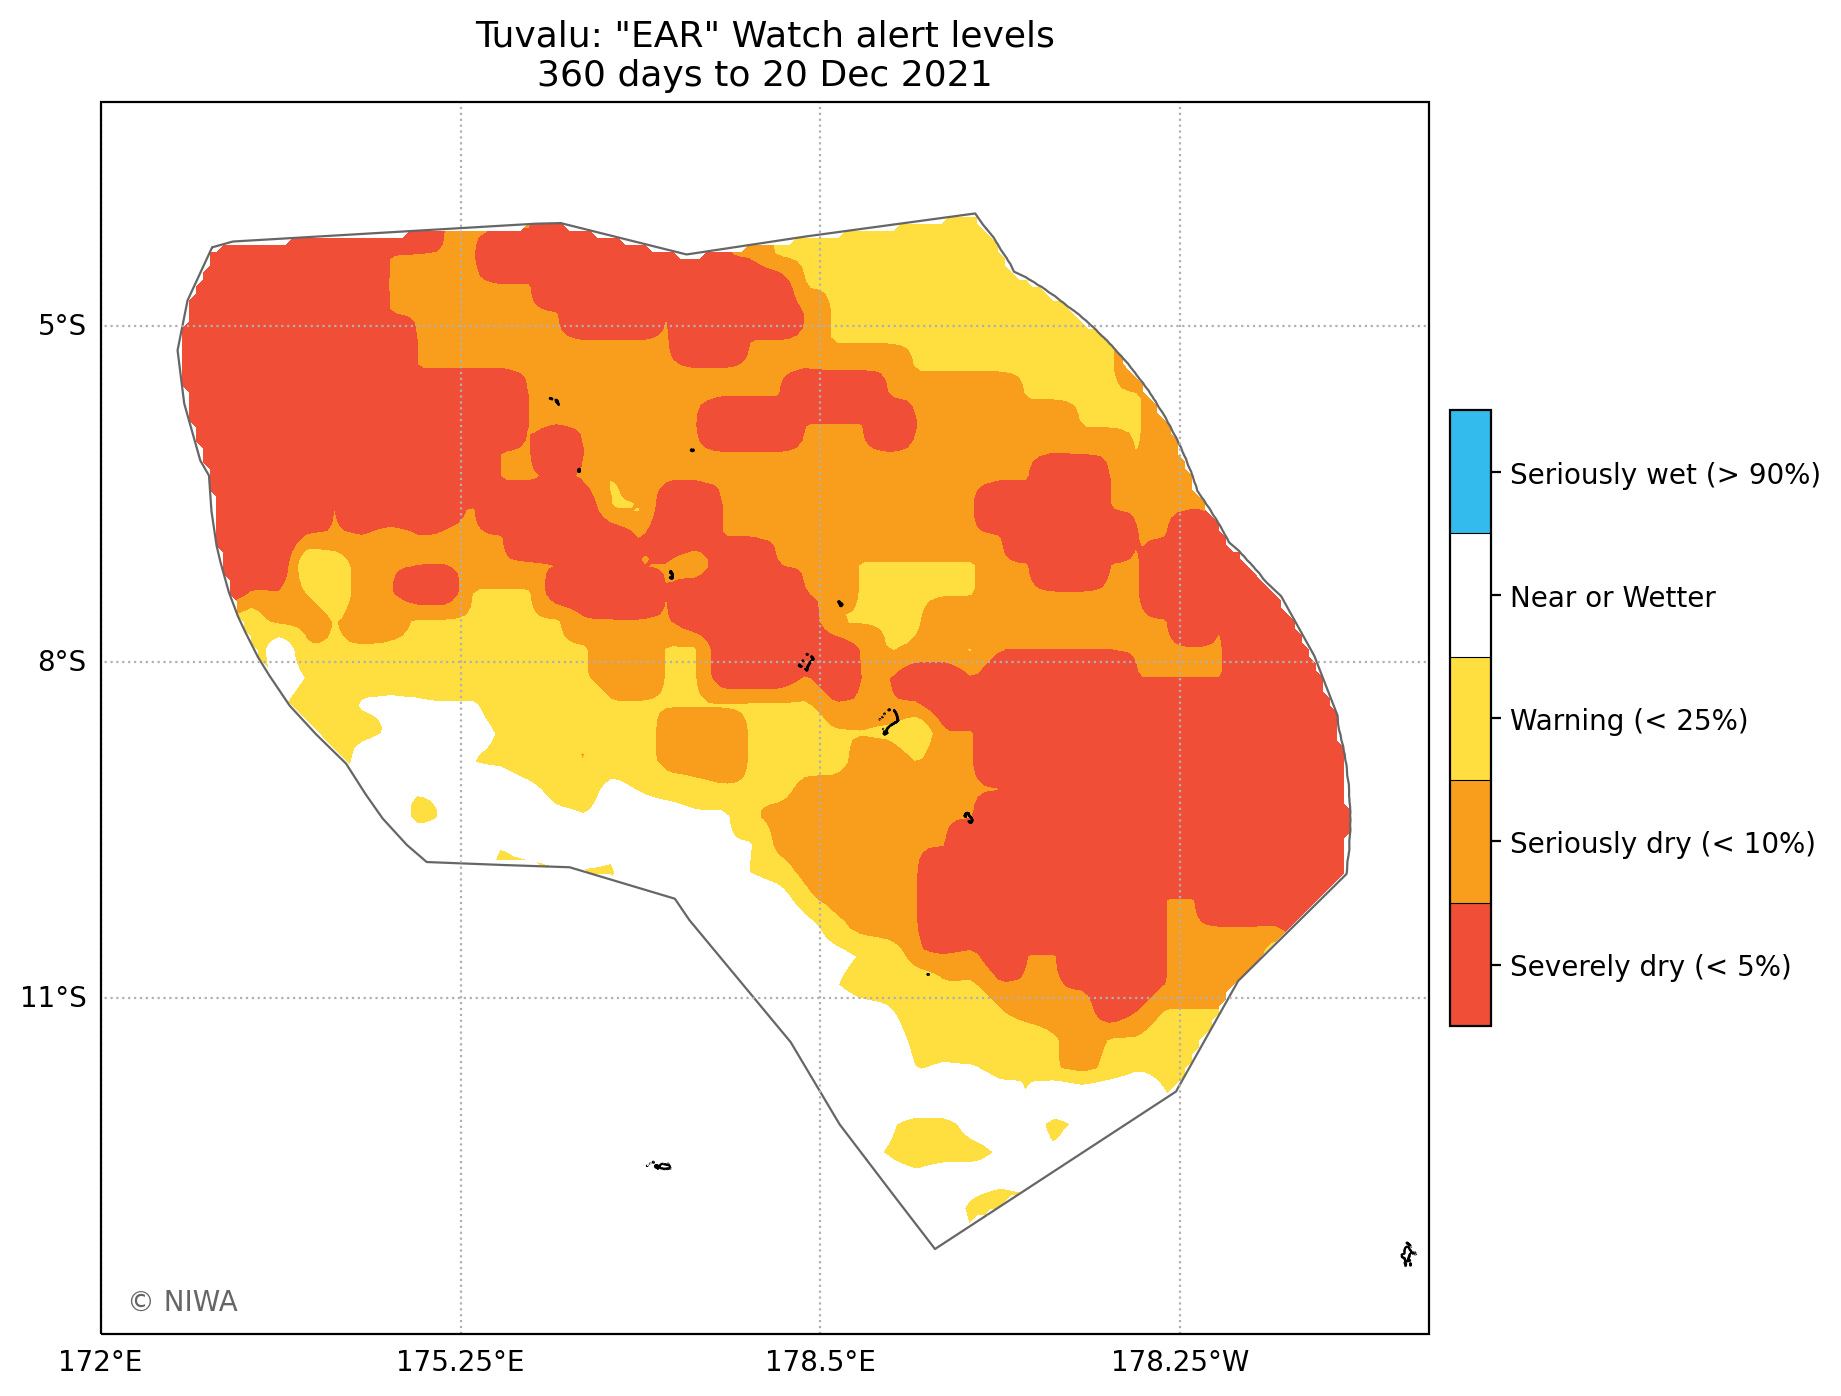 Tuvalu: "EAR" Watch alert levels
360 days to 20 Dec 2021
5°S
8°S
11°S
172°E
175.25°E
178.5°E
178.25°W
© NIWA
Seriously wet (> 90%)
Near or Wetter
Warning (< 25%)
Seriously dry (< 10%)
Severely dry (< 5%)